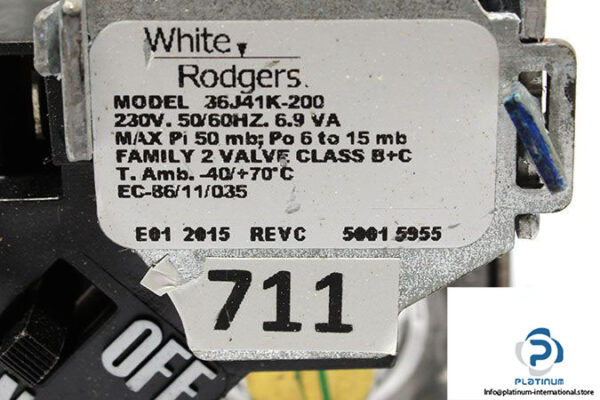 White
Rodgers.
MODEL 36J41K-200
230V. 50/60HZ. 6.9 VA
MAX Pi 50 mb; Po 6 to 15 mb
FAMILY 2 VALVE CLASS B+C
T. Amb. -40/+70°C
EC-86/11/035
E01 2015 REVC 5001 5955
711
OFF
PLATINUM
info@platinum-international.store